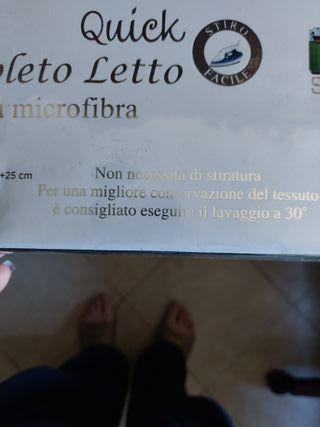 Quick
STIRO
FACILE
pleto Letto
a microfibra
+25 cm
Non necessita di stiratura
Per una migliore conservazione del tessuto
è consigliato eseguire il lavaggio a 30°
S